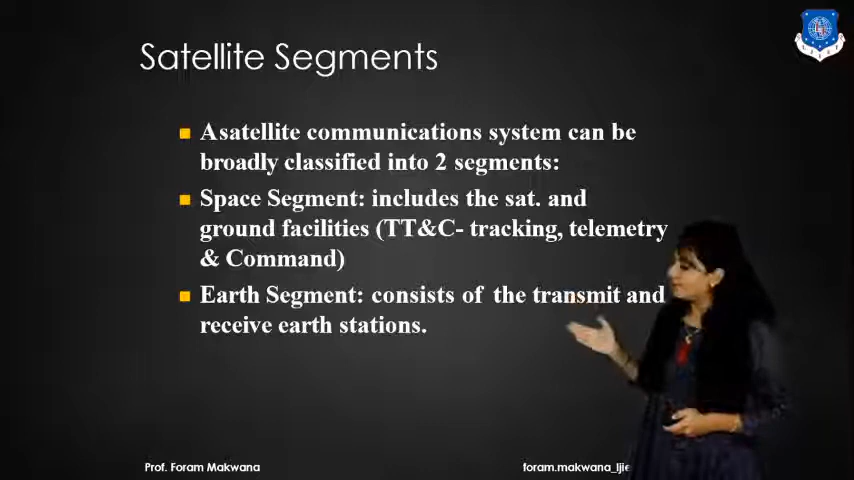 Satellite Segments
Asatellite communications system can be
broadly classified into 2 segments:
Space Segment: includes the sat. and
ground facilities (TT&C- tracking, telemetry
& Command)
Earth Segment: consists of the transmit and
receive earth stations.
Prof. Foram Makwana
foram.makwana_ljie